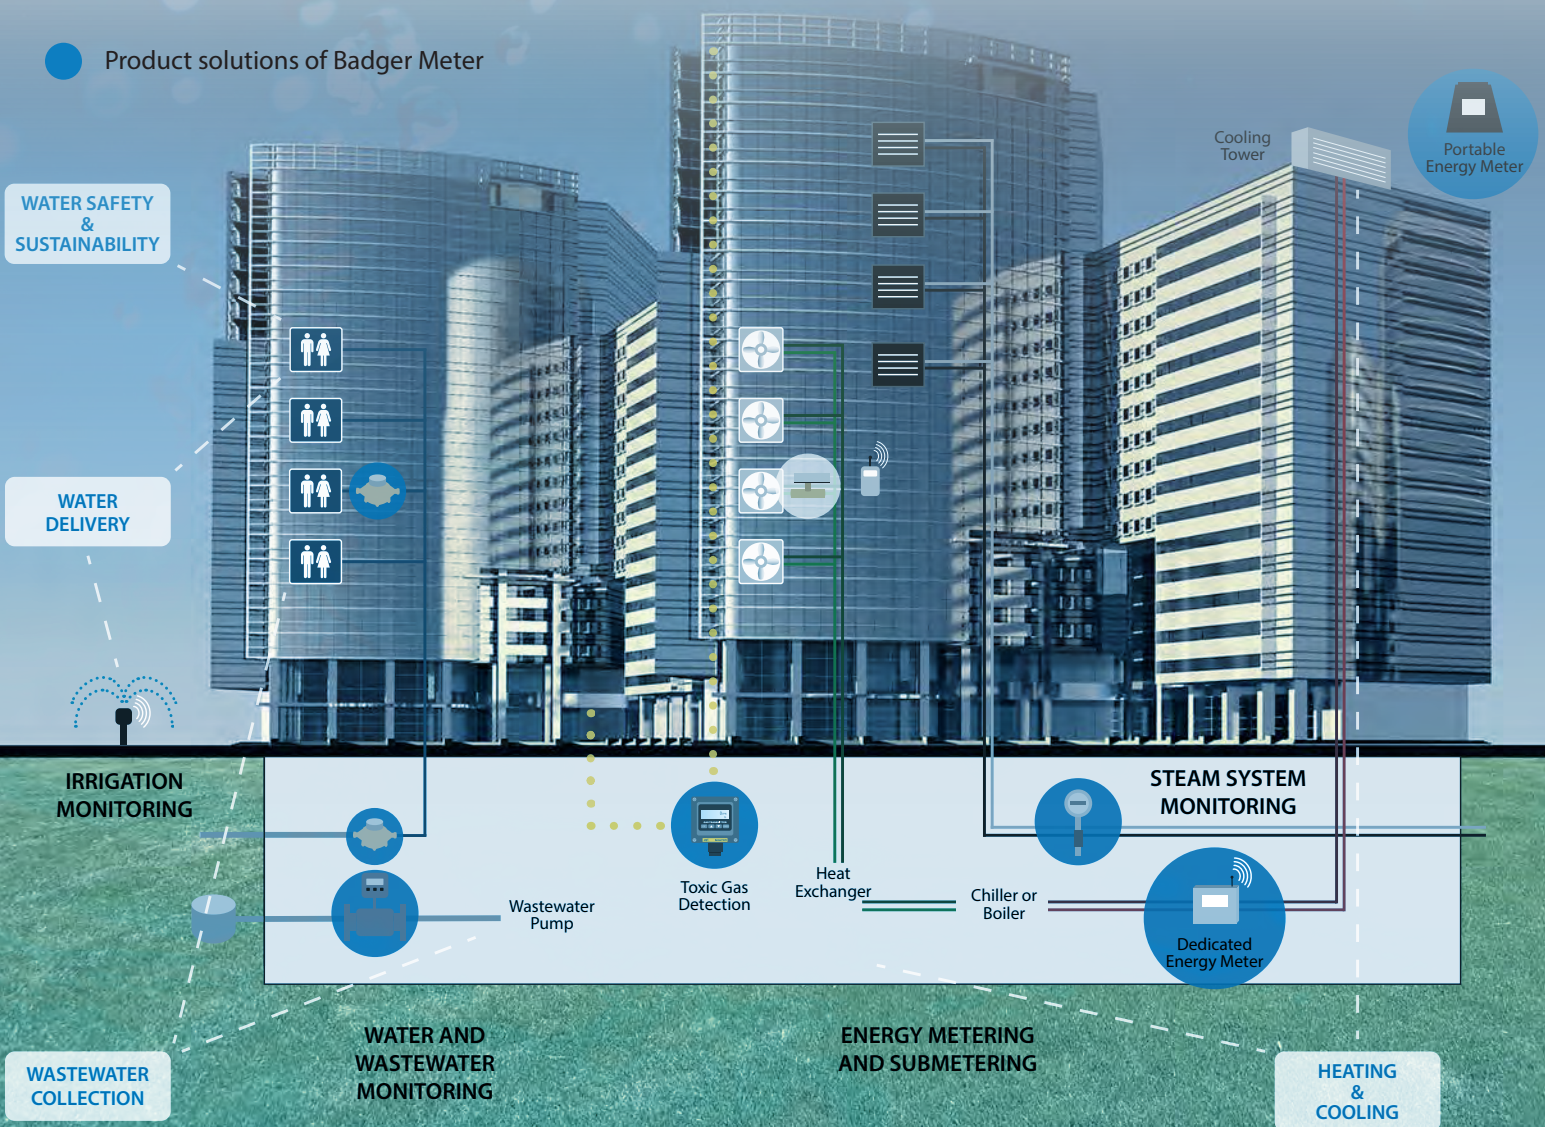 Product solutions of Badger Meter
Cooling
Tower
Portable
Energy Meter
WATER SAFETY
&
SUSTAINABILITY
WATER
DELIVERY
IRRIGATION
MONITORING
STEAM SYSTEM
MONITORING
Toxic Gas
Detection
Heat
Exchanger
Chiller or
Boiler
Wastewater
Pump
Dedicated
Energy Meter
WATER AND
WASTEWATER
MONITORING
ENERGY METERING
AND SUBMETERING
WASTEWATER
COLLECTION
HEATING
&
COOLING